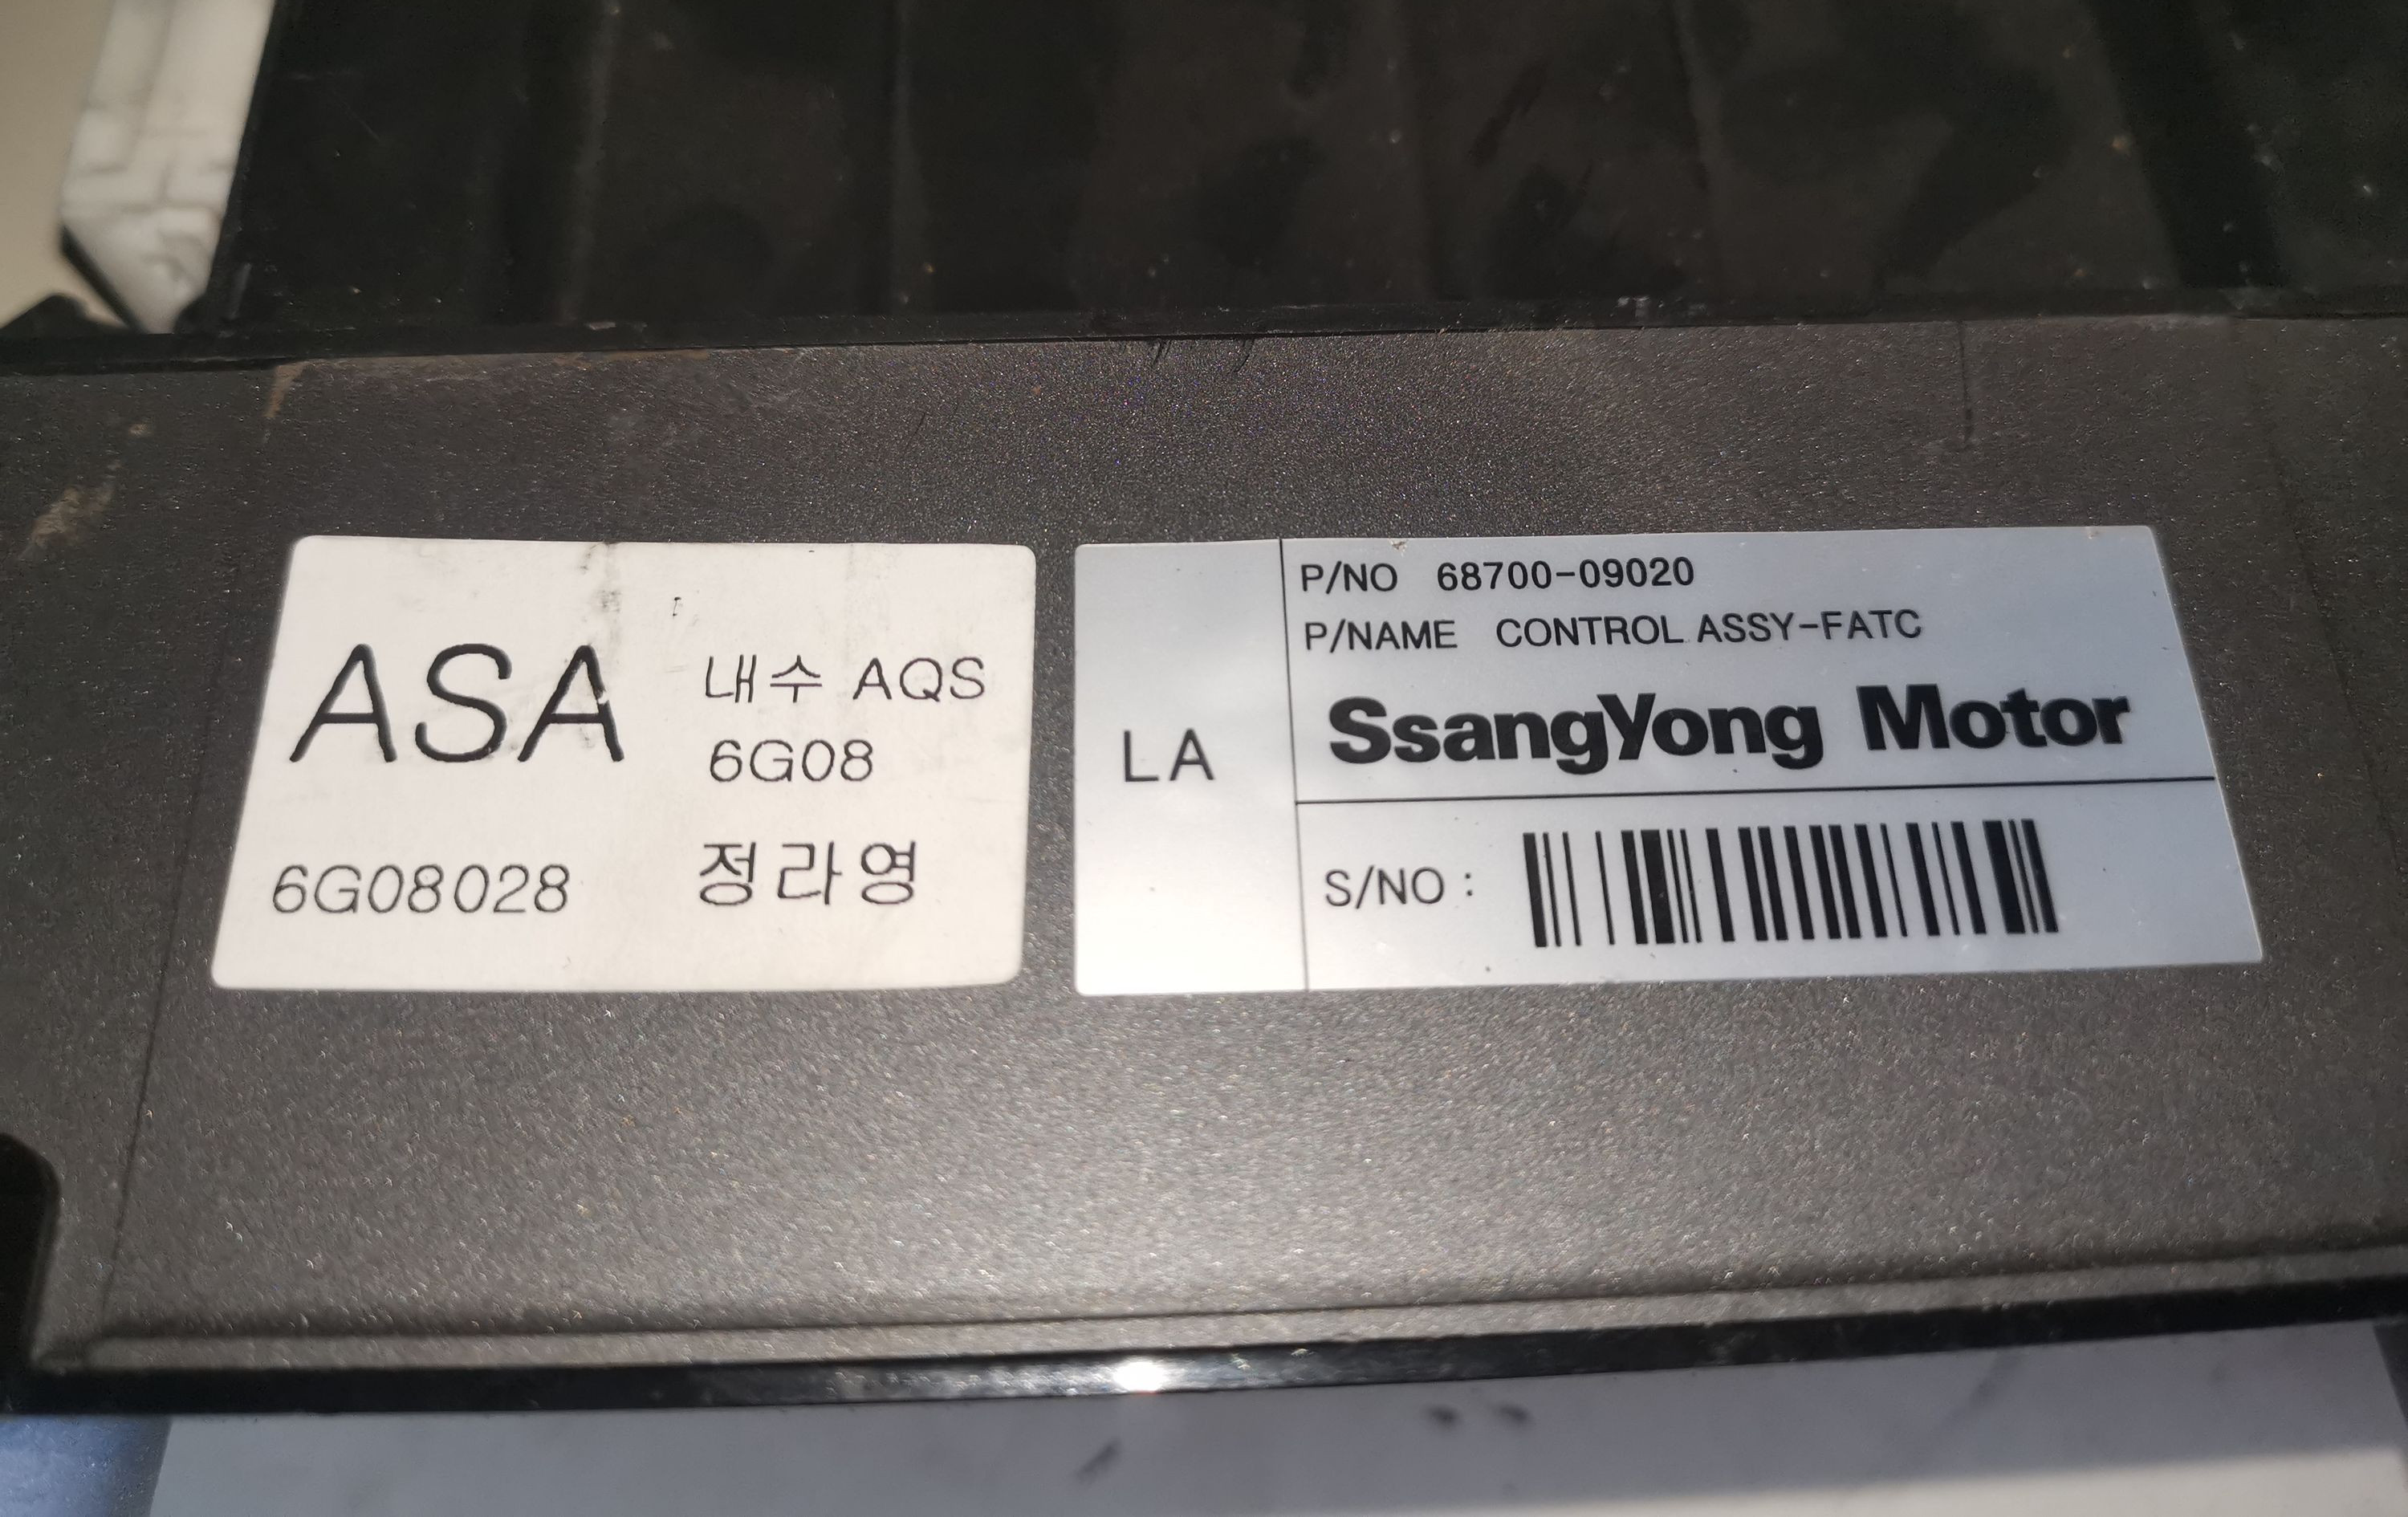 ASA
내수 AQS
6G08
6G08028
정라영
LA
P/NO 68700-09020
P/NAME CONTROL ASSY-FATC
SsangYong Motor
S/NO :